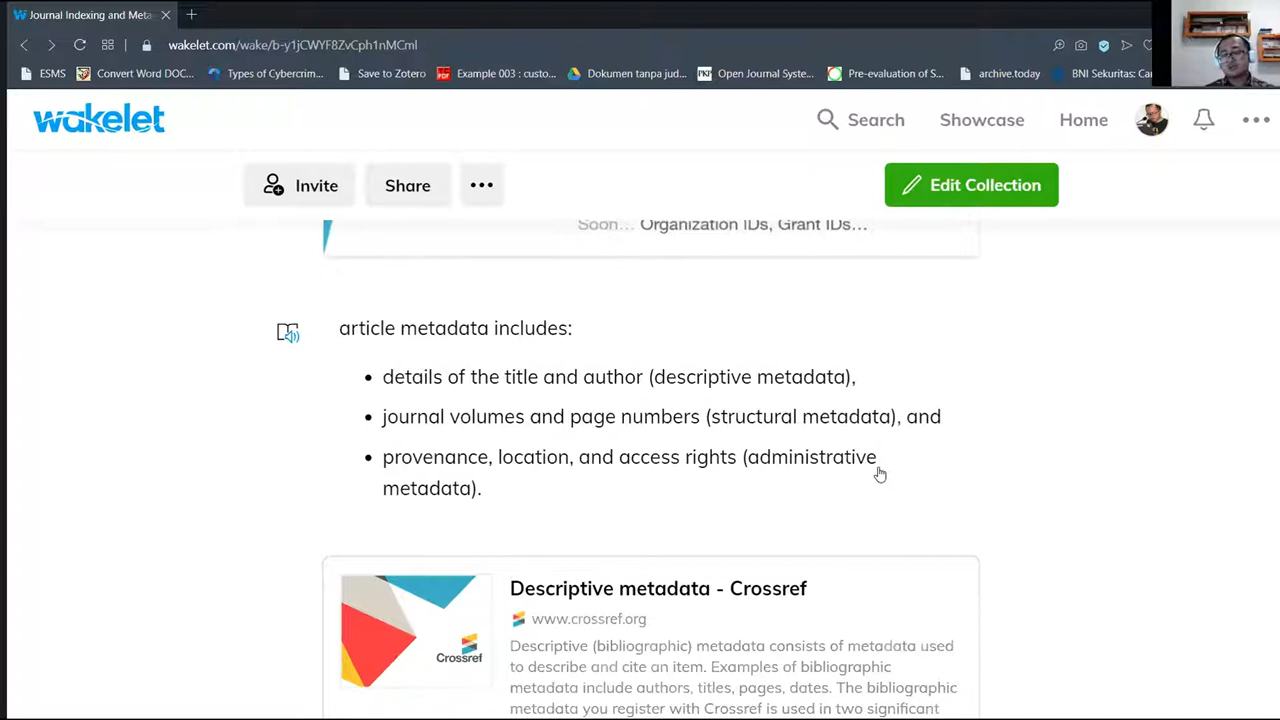 Journal Indexing and Meta
wakelet.com/wake/b-y1jCWYF8ZvCph1nMCml
ESMS
Convert Word DOC...
Types of Cybercrim...
Save to Zotero
Example 003 : custo...
Dokumen tanpa jud...
PKP
Open Journal Syste...
Pre-evaluation of S...
archive.today
BNI Sekuritas: Car
wakelet
Search
Showcase
Home
Invite
Share
Edit Collection
Soon... Organization IDs, Grant IDs...
article metadata includes:
• details of the title and author (descriptive metadata),
• journal volumes and page numbers (structural metadata), and
• provenance, location, and access rights (administrative
metadata).
Crossref
Descriptive metadata - Crossref
www.crossref.org
Descriptive (bibliographic) metadata consists of metadata used
to describe and cite an item. Examples of bibliographic
metadata include authors, titles, pages, dates. The bibliographic
metadata you register with Crossref is used in two significant